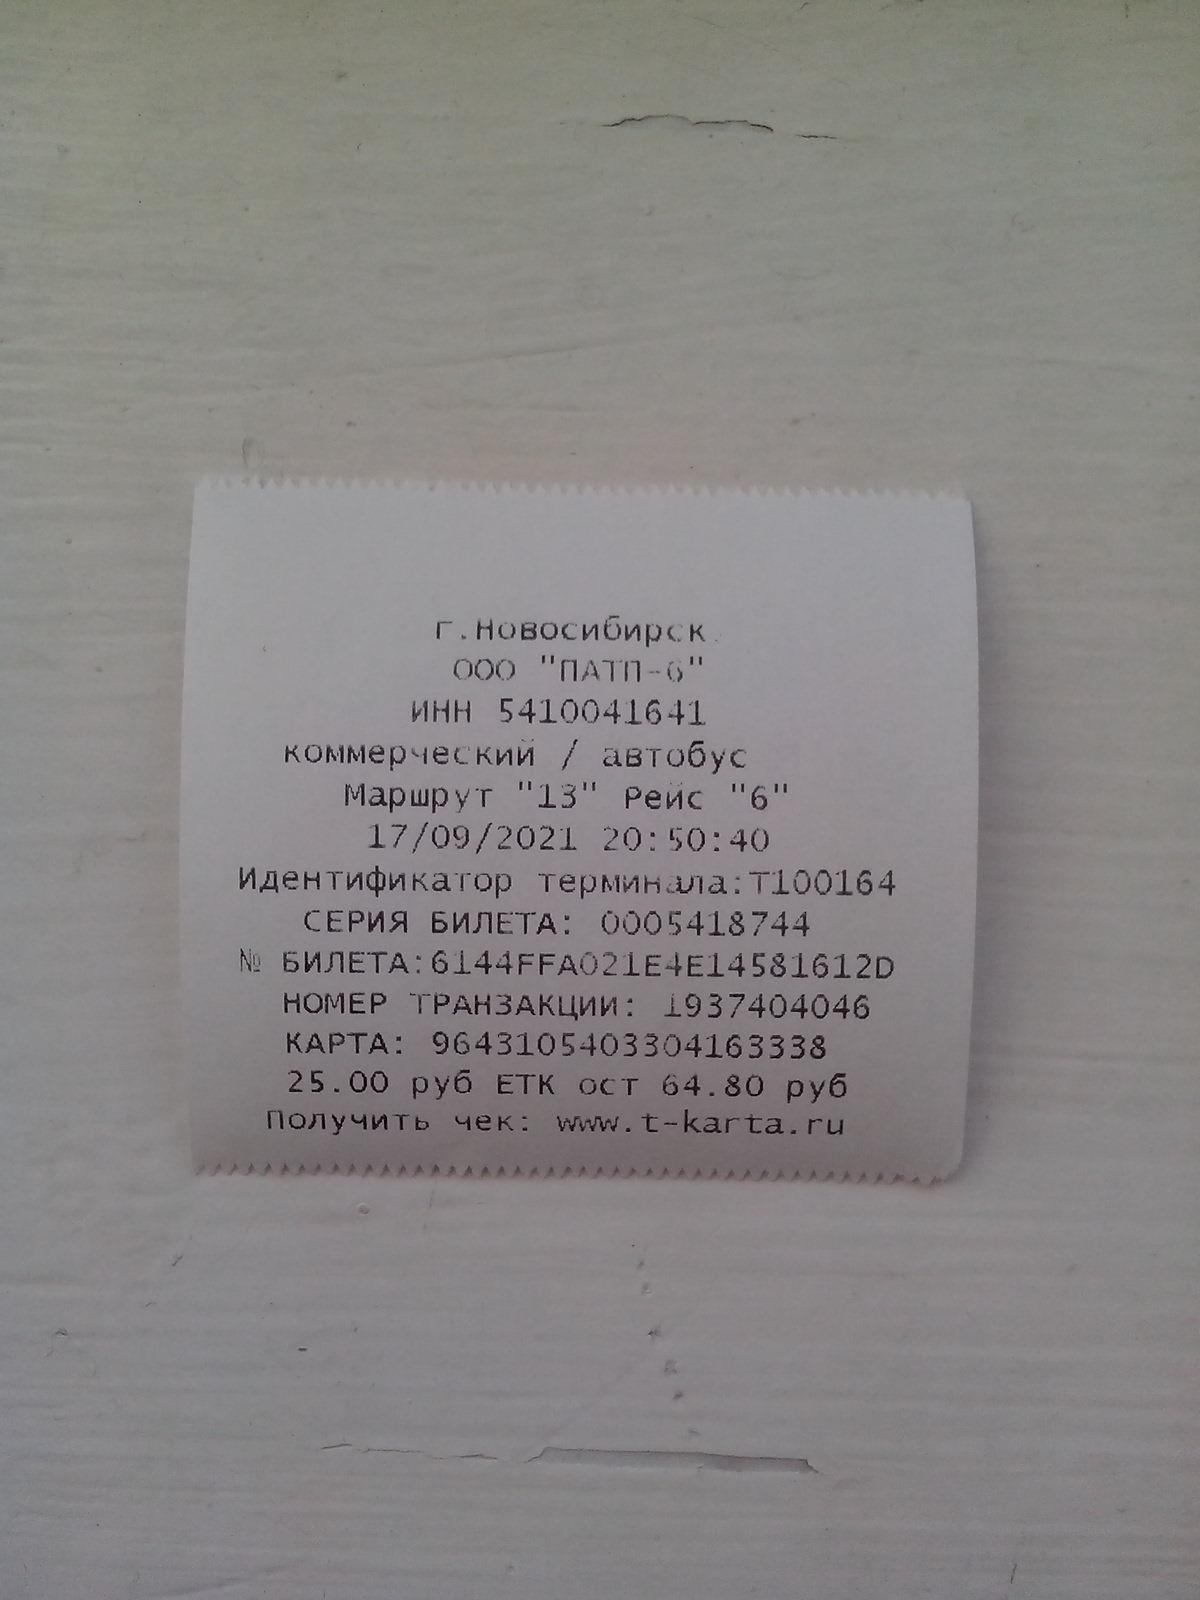 г.Новосибирск
ООО "ПАТП-6"
ИНН 5410041641
коммерческий / автобус
Маршрут "13" Рейс "6"
17/09/2021 20:50:40
Идентификатор терминала:T100164
СЕРИЯ БИЛЕТА: 0005418744
№ БИЛЕТА:6144FFA021E4E14581612D
НОМЕР ТРАНЗАКЦИИ: 1937404046
КАРТА: 9643105403304163338
25.00 руб ЕТК ост 64.80 руб
Получить чек: www.t-karta.ru